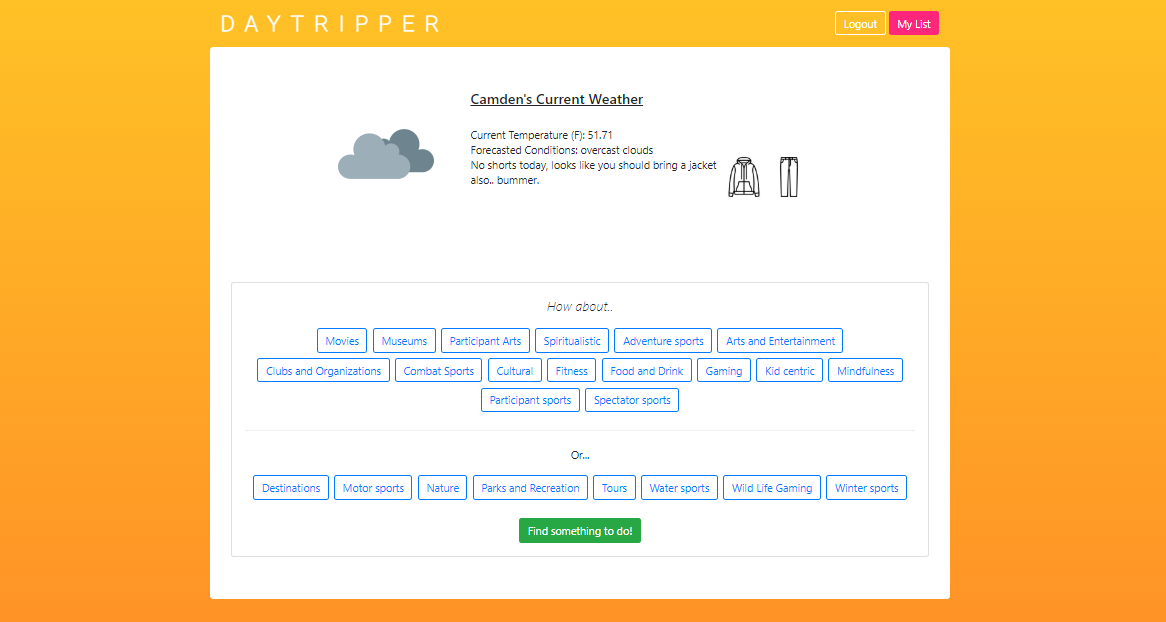 DAYTRIPPER
Logout My List
Camden's Current Weather
Current Temperature (F): 51.71
Forecasted Conditions: overcast clouds
No shorts today, looks like you should bring a jacket
also.. bummer.
How about..
Movies Museums Participant Arts Spiritualistic Adventure sports Arts and Entertainment
Clubs and Organizations Combat Sports Cultural Fitness Food and Drink Gaming Kid centric Mindfulness
Participant sports Spectator sports
Or...
Destinations Motor sports Nature Parks and Recreation Tours Water sports Wild Life Gaming Winter sports
Find something to do!